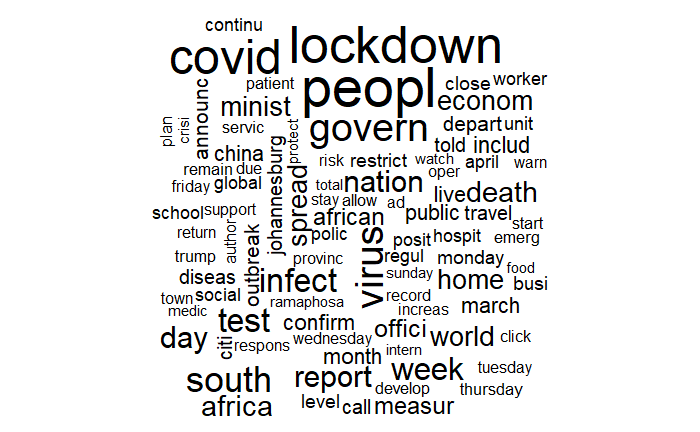 continu
covid lockdown
patient peopl close worker
announc minist econom
plan crisi servic protect govern depart unit
china johannesburg told includ
risk restrict watch april warn
remain due oper
friday global total nation live death
spread stay allow ad
school support african public travel
author start
return outbreak polic virus posit hospit emerg
trump provinc regul monday
diseas infect sunday home food
busi
town social ramaphosa record march
medic increas
day test confirm offici world click
citi respons wednesday
month intern
south report week tuesday
develop thursday
africa level call measur